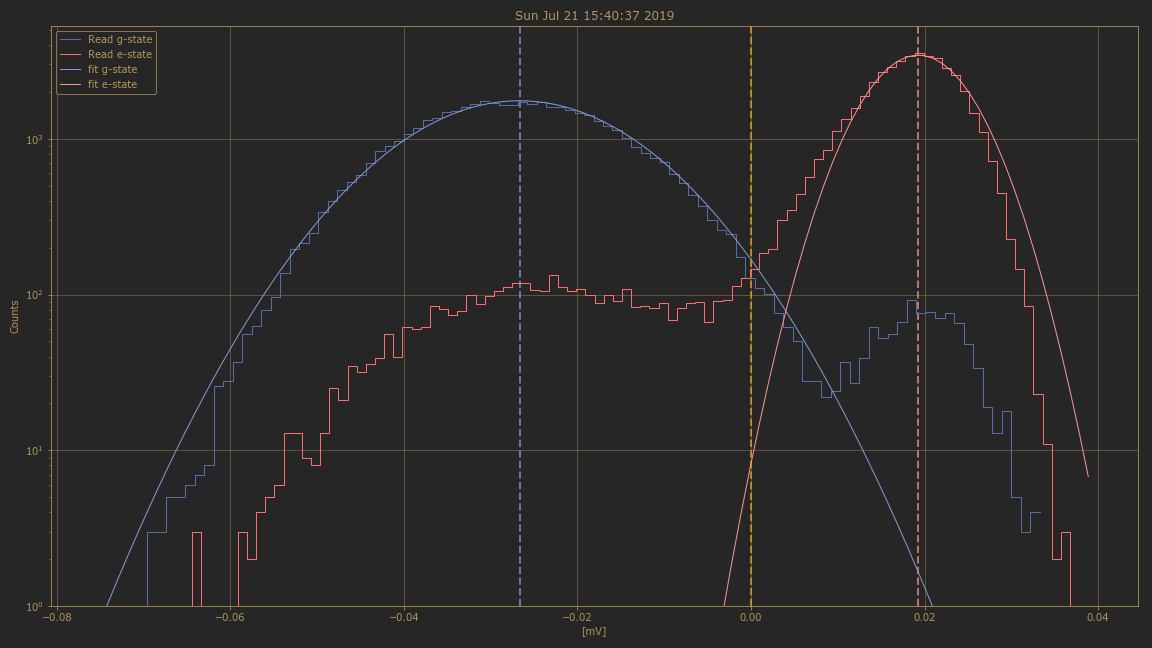 Sun Jul 21 15:40:37 2019
Read g-state
Read e-state
fit g-state
fit e-state
Counts
10³
10²
10¹
10⁰
−0.08 −0.06 −0.04 −0.02 0.00 0.02 0.04
[mV]